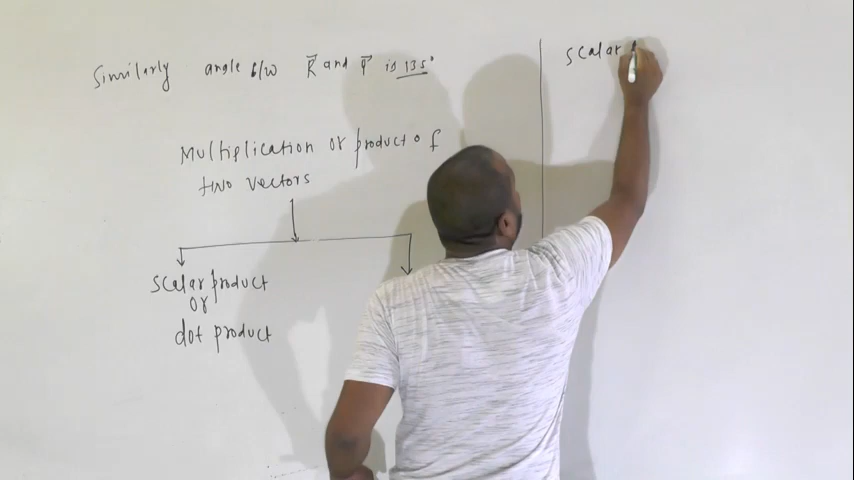 Similarly angle b/w R⃗ and P⃗ is 135°
Multiplication or product of
two vectors
scalar product
or
dot product
scalar